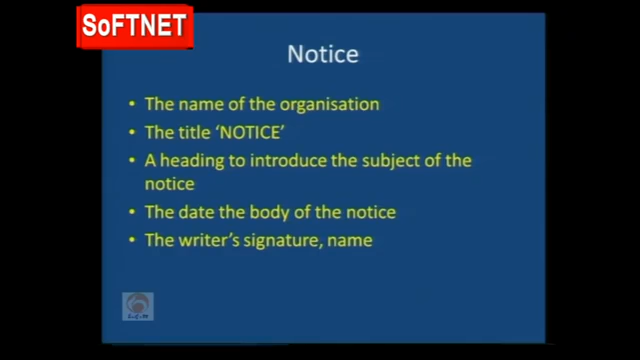 SoFTNET
Notice
• The name of the organisation
• The title ‘NOTICE’
• A heading to introduce the subject of the
notice
• The date the body of the notice
• The writer’s signature, name